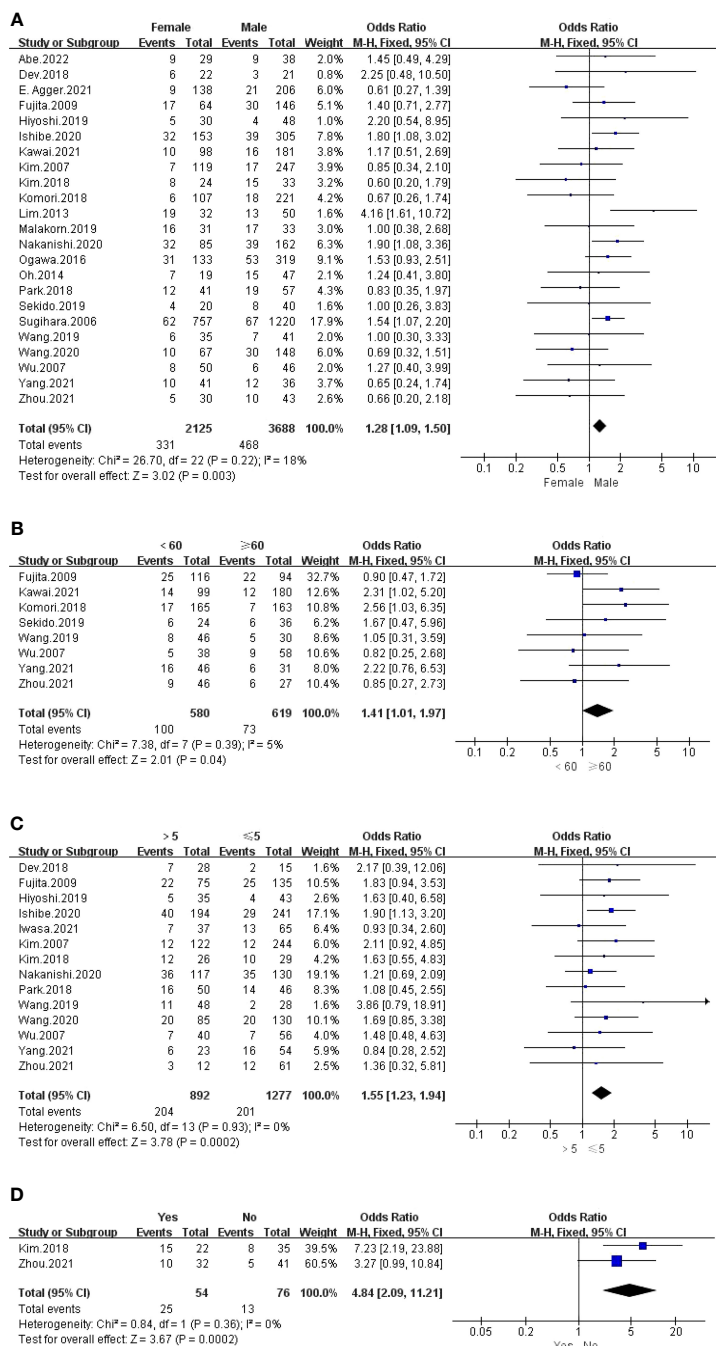 A
Female Male Odds Ratio Odds Ratio
Study or Subgroup Events Total Events Total Weight M-H, Fixed, 95% CI M-H, Fixed, 95% CI
Abe.2022 9 29 9 38 2.0% 1.45 [0.49, 4.29]
Dev.2018 6 22 3 21 0.8% 2.25 [0.48, 10.50]
E. Agger.2021 9 138 21 206 5.6% 0.61 [0.27, 1.39]
Fujita.2009 17 64 30 146 4.8% 1.40 [0.71, 2.77]
Hiyoshi.2019 5 30 4 48 0.9% 2.20 [0.54, 8.95]
Ishibe.2020 32 153 39 305 7.8% 1.80 [1.08, 3.02]
Kawai.2021 10 98 16 181 3.7% 1.17 [0.51, 2.69]
Kim.2007 7 119 17 247 3.8% 0.85 [0.34, 2.10]
Kim.2018 8 24 15 33 3.1% 0.60 [0.20, 1.79]
Komori.2018 6 107 18 221 4.0% 0.67 [0.26, 1.74]
Lim.2013 19 32 13 50 1.5% 4.16 [1.61, 10.72]
Malakorn.2019 16 31 17 33 2.9% 1.00 [0.38, 2.68]
Nakanishi.2020 32 85 39 162 6.1% 1.90 [1.08, 3.36]
Ogawa.2016 31 133 53 319 8.7% 1.53 [0.93, 2.51]
Oh.2014 7 19 15 47 2.0% 1.24 [0.41, 3.80]
Park.2018 12 41 19 57 4.1% 0.83 [0.35, 1.97]
Sekido.2019 4 20 8 40 1.6% 1.00 [0.26, 3.83]
Sugihara.2006 62 757 67 1220 17.9% 1.54 [1.07, 2.20]
Wang.2019 6 35 7 41 1.9% 1.00 [0.30, 3.33]
Wang.2020 10 67 30 148 5.8% 0.69 [0.32, 1.51]
Wu.2007 8 50 6 46 1.9% 1.27 [0.40, 3.99]
Yang.2021 10 41 12 36 3.5% 0.65 [0.24, 1.74]
Zhou.2021 5 30 10 43 2.5% 0.66 [0.20, 2.18]
Total (95% CI) 2125 3688 100.0% 1.28 [1.09, 1.50]
Total events 331 468
Heterogeneity: Chi² = 26.70, df = 22 (P = 0.22); I² = 18%
Test for overall effect: Z = 3.02 (P = 0.003)
0.1 0.2 0.5 1 2 5 10
Female Male
B
< 60 ≥60 Odds Ratio Odds Ratio
Study or Subgroup Events Total Events Total Weight M-H, Fixed, 95% CI M-H, Fixed, 95% CI
Fujita.2009 25 116 22 94 32.7% 0.90 [0.47, 1.72]
Kawai.2021 14 99 12 180 12.6% 2.31 [1.02, 5.20]
Komori.2018 17 165 7 163 10.8% 2.56 [1.03, 6.35]
Sekido.2019 6 24 6 36 6.2% 1.67 [0.47, 5.96]
Wang.2019 8 46 5 30 8.6% 1.05 [0.31, 3.59]
Wu.2007 5 38 9 58 10.6% 0.82 [0.25, 2.68]
Yang.2021 16 46 6 31 8.0% 2.22 [0.76, 6.53]
Zhou.2021 9 46 6 27 10.4% 0.85 [0.27, 2.73]
Total (95% CI) 580 619 100.0% 1.41 [1.01, 1.97]
Total events 100 73
Heterogeneity: Chi² = 7.38, df = 7 (P = 0.39); I² = 5%
Test for overall effect: Z = 2.01 (P = 0.04)
0.1 0.2 0.5 1 2 5 10
< 60 ≥60
C
> 5 ≤5 Odds Ratio Odds Ratio
Study or Subgroup Events Total Events Total Weight M-H, Fixed, 95% CI M-H, Fixed, 95% CI
Dev.2018 7 28 2 15 1.6% 2.17 [0.39, 12.06]
Fujita.2009 22 75 25 135 10.5% 1.83 [0.94, 3.53]
Hiyoshi.2019 5 35 4 43 2.5% 1.63 [0.40, 6.58]
Ishibe.2020 40 194 29 241 17.1% 1.90 [1.13, 3.20]
Iwasa.2021 7 37 13 65 6.3% 0.93 [0.34, 2.60]
Kim.2007 12 122 12 244 6.0% 2.11 [0.92, 4.85]
Kim.2018 12 26 10 29 4.1% 1.63 [0.55, 4.83]
Nakanishi.2020 36 117 35 130 19.1% 1.21 [0.69, 2.09]
Park.2018 16 50 14 46 8.0% 1.08 [0.45, 2.55]
Wang.2019 11 48 2 28 1.6% 3.86 [0.79, 18.91]
Wang.2020 20 85 20 130 10.1% 1.69 [0.85, 3.38]
Wu.2007 7 40 7 56 4.0% 1.48 [0.48, 4.63]
Yang.2021 6 23 16 54 5.9% 0.84 [0.28, 2.52]
Zhou.2021 3 12 12 61 2.5% 1.36 [0.32, 5.81]
Total (95% CI) 892 1277 100.0% 1.55 [1.23, 1.94]
Total events 204 201
Heterogeneity: Chi² = 6.50, df = 13 (P = 0.93); I² = 0%
Test for overall effect: Z = 3.78 (P = 0.0002)
0.1 0.2 0.5 1 2 5 10
> 5 ≤5
D
Yes No Odds Ratio Odds Ratio
Study or Subgroup Events Total Events Total Weight M-H, Fixed, 95% CI M-H, Fixed, 95% CI
Kim.2018 15 22 8 35 39.5% 7.23 [2.19, 23.88]
Zhou.2021 10 32 5 41 60.5% 3.27 [0.99, 10.84]
Total (95% CI) 54 76 100.0% 4.84 [2.09, 11.21]
Total events 25 13
Heterogeneity: Chi² = 0.84, df = 1 (P = 0.36); I² = 0%
Test for overall effect: Z = 3.67 (P = 0.0002)
0.05 0.2 1 5 20
Yes No